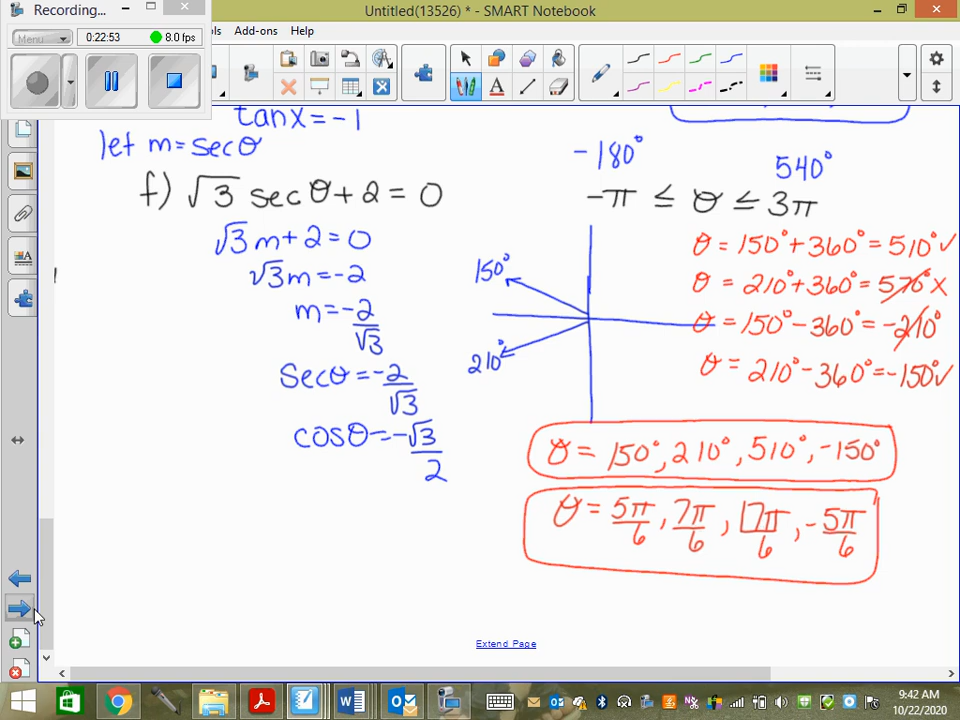 Recording...
Untitled(13526) * - SMART Notebook
Menu
0:22:53
8.0 fps
Add-ons
Help
tanx = -1
let m = secθ
-180°
540°
f) √3 secθ + 2 = 0
-π ≤ θ ≤ 3π
√3m + 2 = 0
√3m = -2
m = -2/√3
secθ = -2/√3
cosθ = -√3/2
150°
210°
θ = 150° + 360° = 510° ✓
θ = 210° + 360° = 570° x
θ = 150° - 360° = -210°
θ = 210° - 360° = -150° ✓
θ = 150°, 210°, 510°, -150°
θ = 5π/6, 7π/6, 17π/6, -5π/6
Extend Page
9:42 AM
10/22/2020